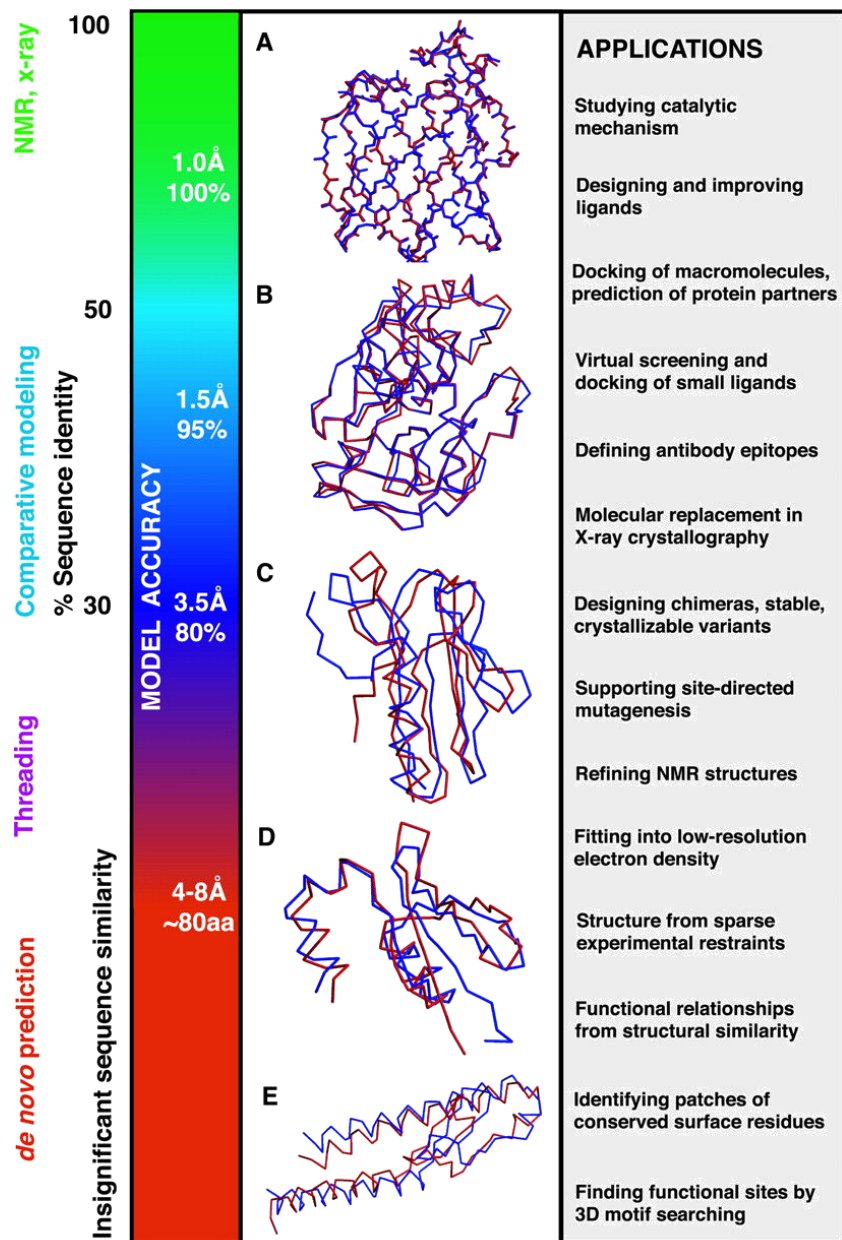 NMR, x-ray
Comparative modeling
Threading
de novo prediction
100
50
% Sequence identity
30
Insignificant sequence similarity
MODEL ACCURACY
1.0Å
100%
1.5Å
95%
3.5Å
80%
4-8Å
~80aa
A
B
C
D
E
APPLICATIONS
Studying catalytic
mechanism
Designing and improving
ligands
Docking of macromolecules,
prediction of protein partners
Virtual screening and
docking of small ligands
Defining antibody epitopes
Molecular replacement in
X-ray crystallography
Designing chimeras, stable,
crystallizable variants
Supporting site-directed
mutagenesis
Refining NMR structures
Fitting into low-resolution
electron density
Structure from sparse
experimental restraints
Functional relationships
from structural similarity
Identifying patches of
conserved surface residues
Finding functional sites by
3D motif searching